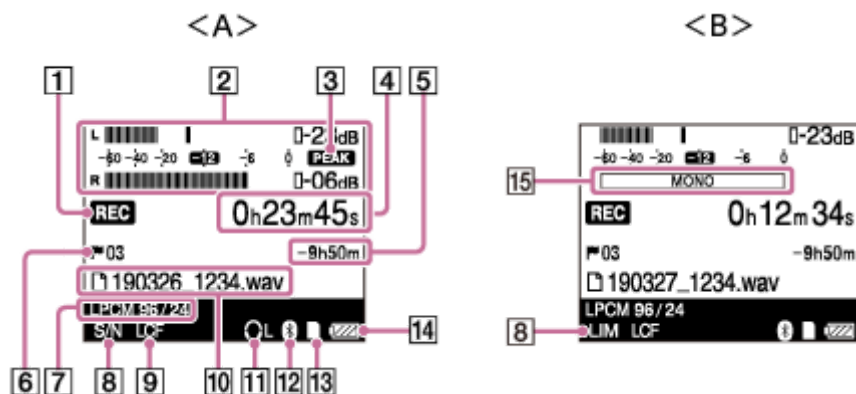 <A>
<B>
1
2
3
4
5
L -23dB
-60 -40 -20 -12 -6 0 PEAK
R -06dB
REC 0h23m45s
6
03 -9h50m
190326_1234.wav
LPCM 96/24
S/N LCF L
7
8
9
10
11
12
13
14
-23dB
-60 -40 -20 -12 -6 0
15
MONO
REC 0h12m34s
03 -9h50m
190327_1234.wav
LPCM 96/24
8
LIM LCF